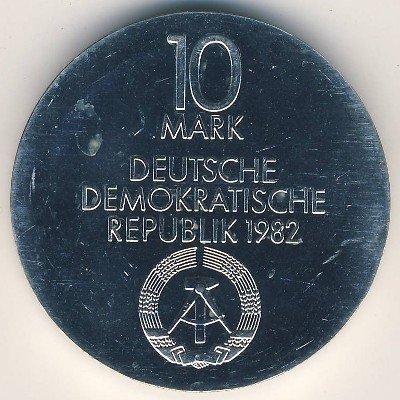 10
MARK
DEUTSCHE
DEMOKRATISCHE
REPUBLIK 1982